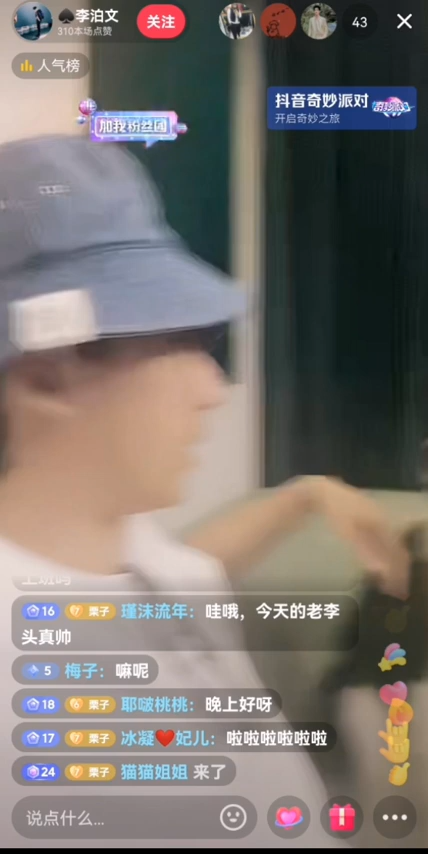 ♠李泊文
310本场点赞
关注
43
人气榜
加我粉丝团
抖音奇妙派对
开启奇妙之旅
16 7 栗子 瑾沫流年：哇哦，今天的老李
头真帅
5 梅子：嘛呢
18 6 栗子 耶啵桃桃：晚上好呀
17 7 栗子 冰凝❤️妃儿：啦啦啦啦啦啦
24 7 栗子 猫猫姐姐 来了
说点什么...